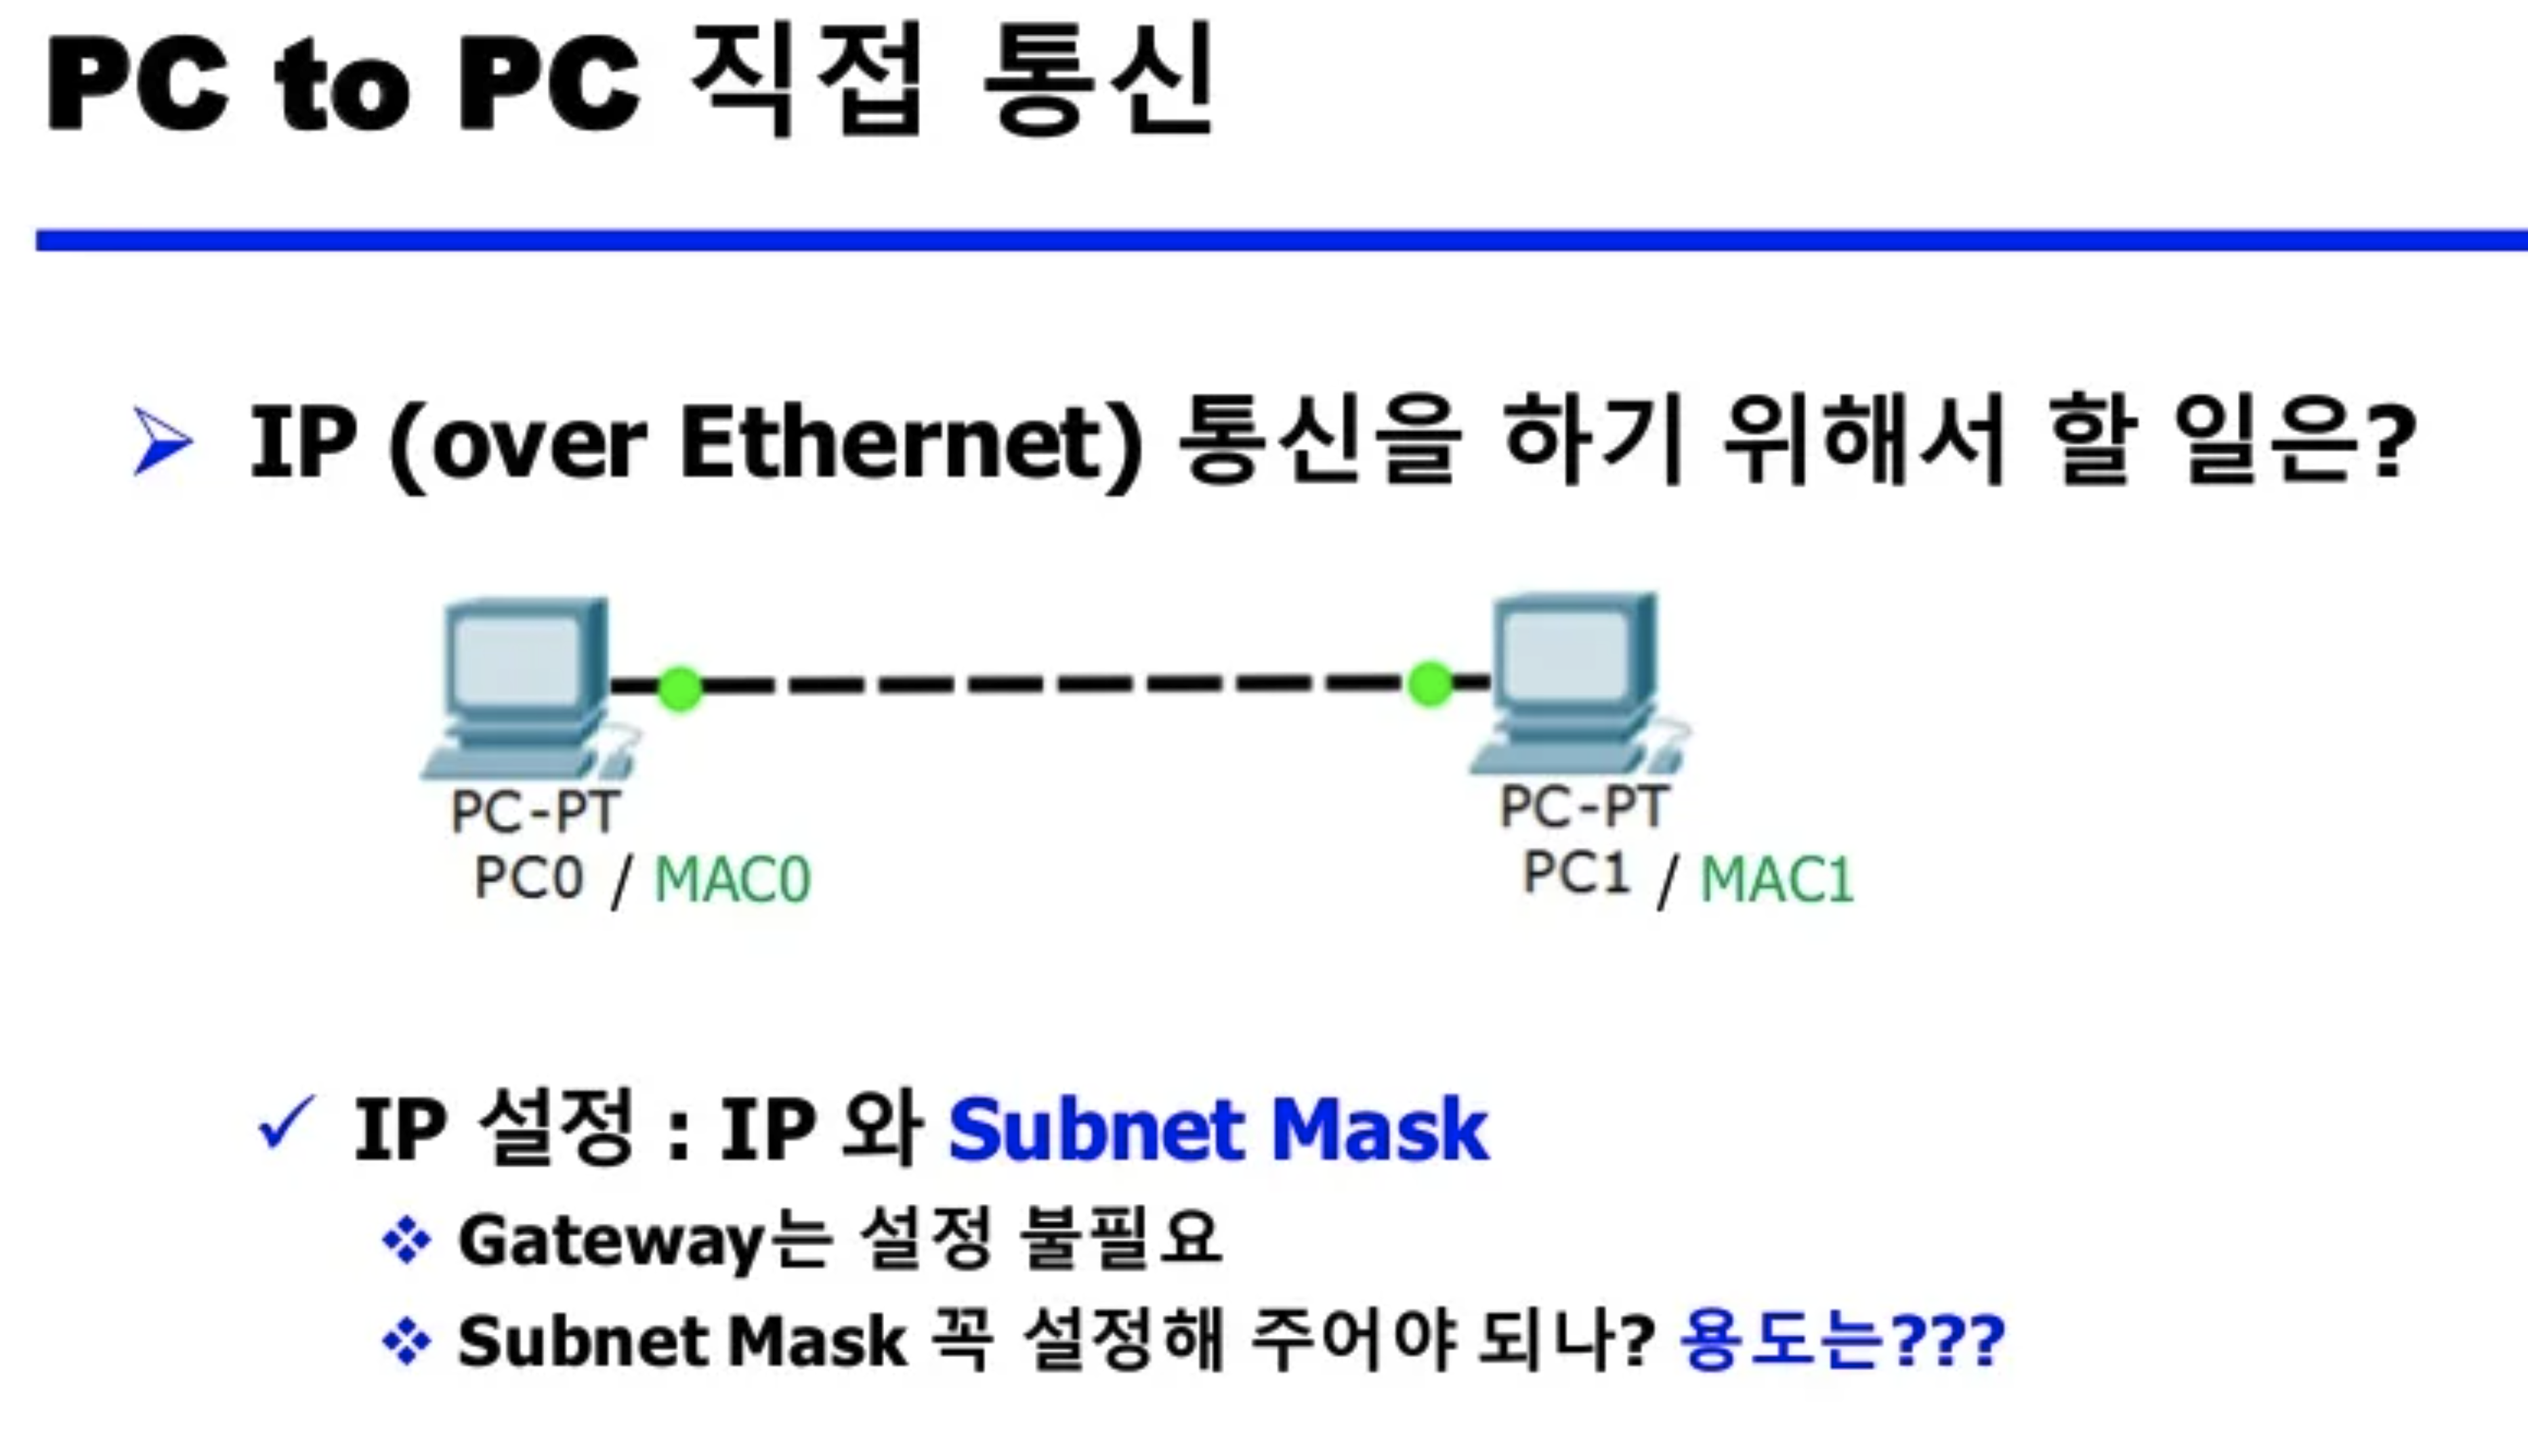 PC to PC 직접 통신
IP (over Ethernet) 통신을 하기 위해서 할 일은?
PC-PT
PC0 / MAC0
PC-PT
PC1 / MAC1
IP 설정 : IP 와 Subnet Mask
Gateway는 설정 불필요
Subnet Mask 꼭 설정해 주어야 되나? 용도는???